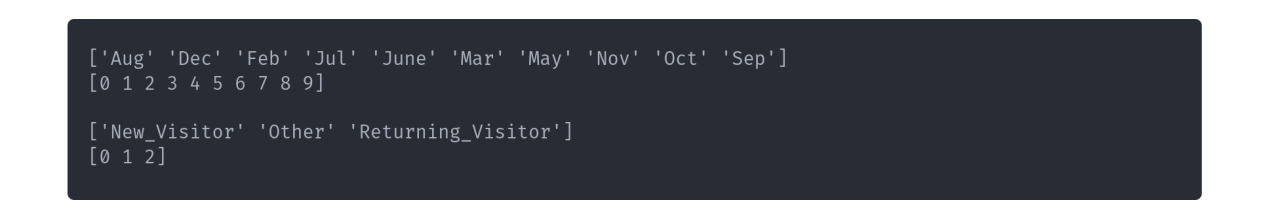 ['Aug' 'Dec' 'Feb' 'Jul' 'June' 'Mar' 'May' 'Nov' 'Oct' 'Sep']
[0 1 2 3 4 5 6 7 8 9]
['New_Visitor' 'Other' 'Returning_Visitor']
[0 1 2]